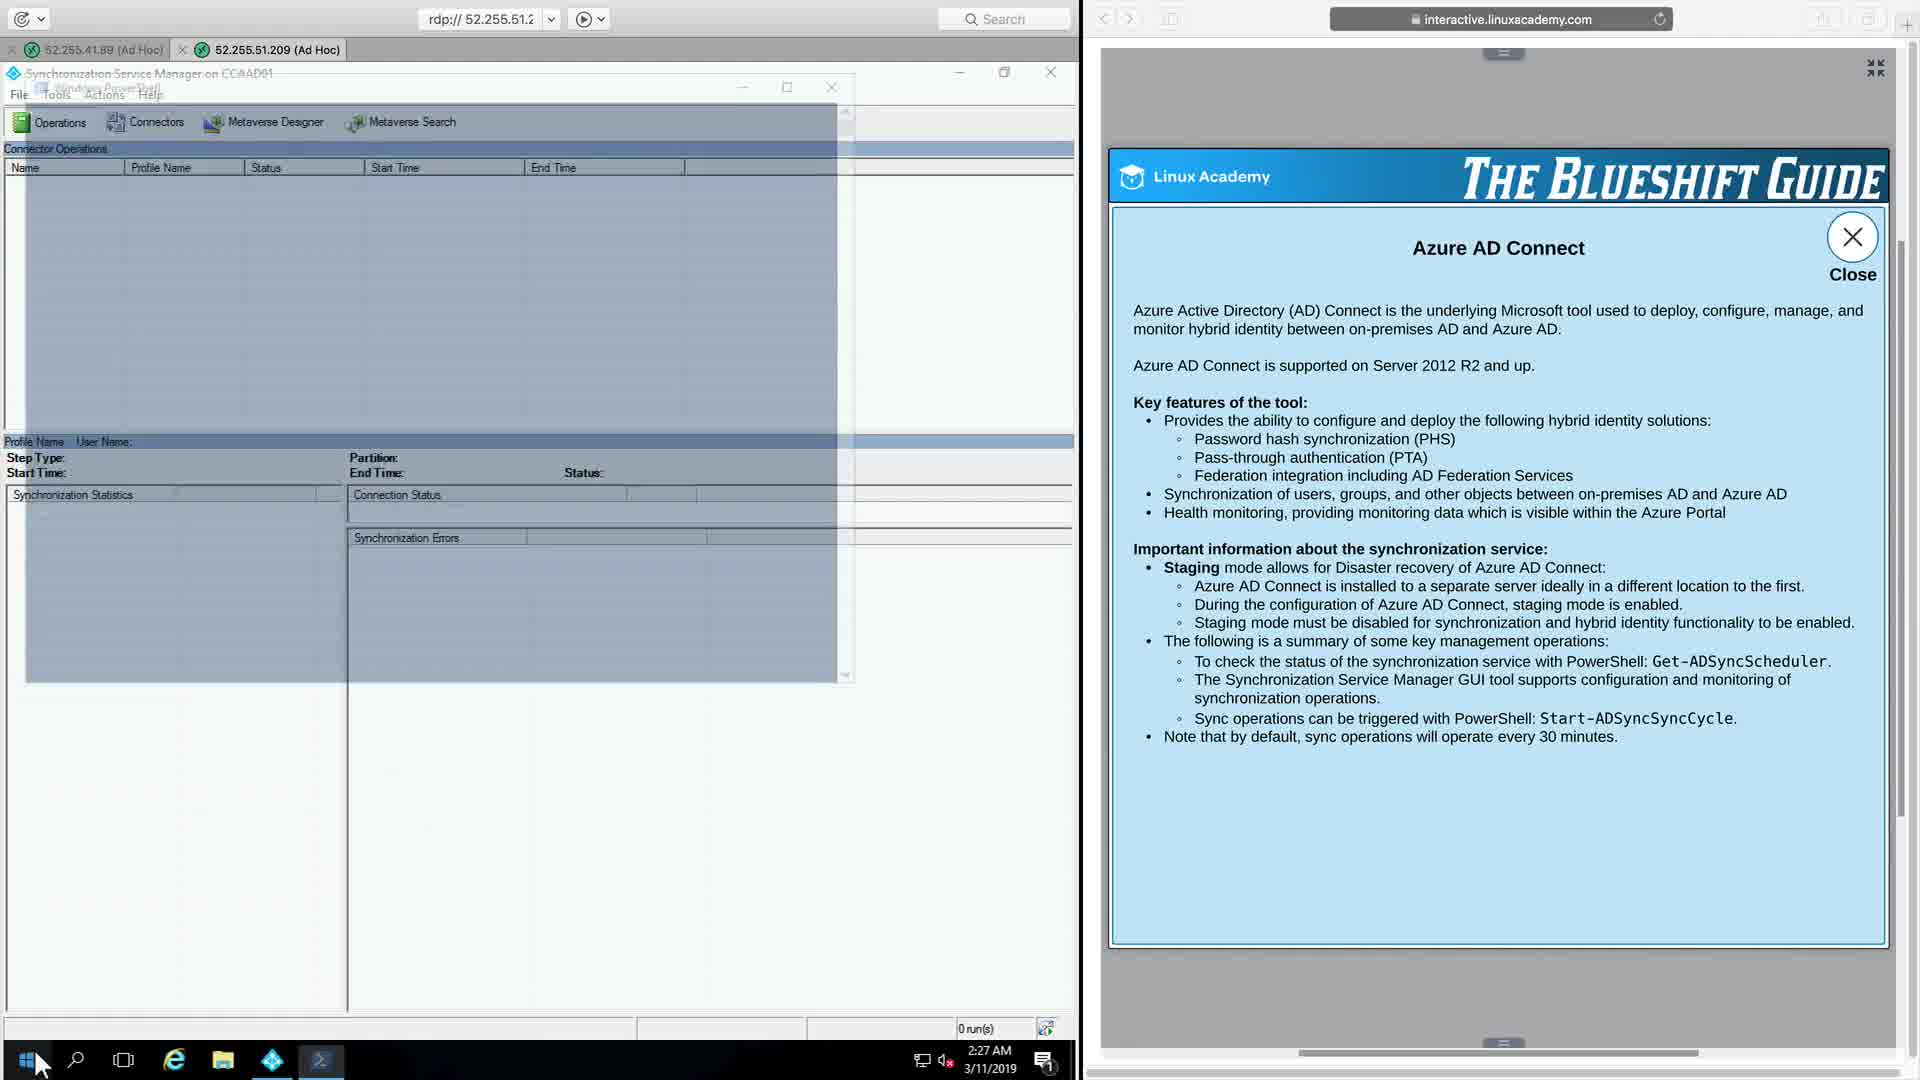 rdp:// 52.255.51.2
Search
52.255.41.89 (Ad Hoc)
52.255.51.209 (Ad Hoc)
Synchronization Service Manager on CCAAD01
Windows PowerShell
File Tools Actions Help
Operations Connectors Metaverse Designer Metaverse Search
Connector Operations
Name Profile Name Status Start Time End Time
Profile Name User Name:
Step Type: Partition:
Start Time: End Time: Status:
Synchronization Statistics Connection Status
Synchronization Errors
0 run(s)
2:27 AM
3/11/2019
1
interactive.linuxacademy.com
Linux Academy
THE BLUESHIFT GUIDE
Azure AD Connect
Close
Azure Active Directory (AD) Connect is the underlying Microsoft tool used to deploy, configure, manage, and
monitor hybrid identity between on-premises AD and Azure AD.
Azure AD Connect is supported on Server 2012 R2 and up.
Key features of the tool:
• Provides the ability to configure and deploy the following hybrid identity solutions:
◦ Password hash synchronization (PHS)
◦ Pass-through authentication (PTA)
◦ Federation integration including AD Federation Services
• Synchronization of users, groups, and other objects between on-premises AD and Azure AD
• Health monitoring, providing monitoring data which is visible within the Azure Portal
Important information about the synchronization service:
• Staging mode allows for Disaster recovery of Azure AD Connect:
◦ Azure AD Connect is installed to a separate server ideally in a different location to the first.
◦ During the configuration of Azure AD Connect, staging mode is enabled.
◦ Staging mode must be disabled for synchronization and hybrid identity functionality to be enabled.
• The following is a summary of some key management operations:
◦ To check the status of the synchronization service with PowerShell: Get-ADSyncScheduler.
◦ The Synchronization Service Manager GUI tool supports configuration and monitoring of
synchronization operations.
◦ Sync operations can be triggered with PowerShell: Start-ADSyncSyncCycle.
• Note that by default, sync operations will operate every 30 minutes.